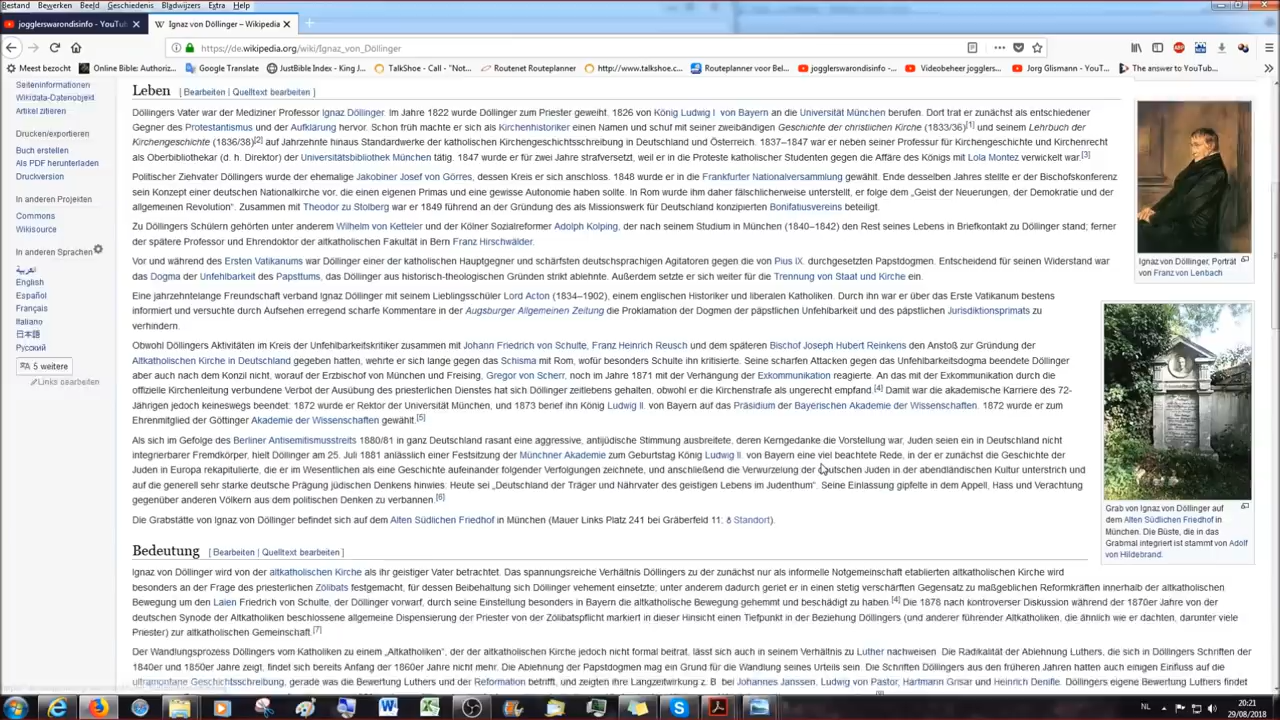 Bestand Bewerken Beeld Geschiedenis Bladwijzers Extra Help
jogglerswarondisinfo - YouTu
Ignaz von Döllinger – Wikipedia
https://de.wikipedia.org/wiki/Ignaz_von_Döllinger
Meest bezocht Online Bible: Authoriz... Google Translate JustBible Index - King J... TalkShoe - Call - "Not... Routenet Routeplanner http://www.talkshoe.c... Routeplanner voor Bel... jogglerswarondisinfo -... Videobeheer joggerls... Jorg Glismann — YouT... The answer to YouTub...
Seiteninformationen
Wikidata-Datenobjekt
Artikel zitieren
Drucken/exportieren
Buch erstellen
Als PDF herunterladen
Druckversion
In anderen Projekten
Commons
Wikisource
In anderen Sprachen
العربية
English
Español
Français
Italiano
日本語
Русский
5 weitere
Links bearbeiten
Leben [ Bearbeiten | Quelltext bearbeiten ]
Döllingers Vater war der Mediziner Professor Ignaz Döllinger. Im Jahre 1822 wurde Döllinger zum Priester geweiht. 1826 von König Ludwig I. von Bayern an die Universität München berufen. Dort trat er zunächst als entschiedener
Gegner des Protestantismus und der Aufklärung hervor. Schon früh machte er sich als Kirchenhistoriker einen Namen und schuf mit seiner zweibändigen Geschichte der christlichen Kirche (1833/36)[1] und seinem Lehrbuch der
Kirchengeschichte (1836/38)[2] auf Jahrzehnte hinaus Standardwerke der katholischen Kirchengeschichtsschreibung in Deutschland und Österreich. 1837–1847 war er neben seiner Professur für Kirchengeschichte und Kirchenrecht
als Oberbibliothekar (d. h. Direktor) der Universitätsbibliothek München tätig. 1847 wurde er für zwei Jahre strafversetzt, weil er in die Proteste katholischer Studenten gegen die Affäre des Königs mit Lola Montez verwickelt war.[3]
Politischer Ziehvater Döllingers wurde der ehemalige Jakobiner Josef von Görres, dessen Kreis er sich anschloss. 1848 wurde er in die Frankfurter Nationalversammlung gewählt. Ende desselben Jahres stellte er der Bischofskonferenz
sein Konzept einer deutschen Nationalkirche vor, die einen eigenen Primas und eine gewisse Autonomie haben sollte. In Rom wurde ihm daher fälschlicherweise unterstellt, er folge dem „Geist der Neuerungen, der Demokratie und der
allgemeinen Revolution“. Zusammen mit Theodor zu Stolberg war er 1849 führend an der Gründung des als Missionswerk für Deutschland konzipierten Bonifatiusvereins beteiligt.
Zu Döllingers Schülern gehörten unter anderem Wilhelm von Ketteler und der Kölner Sozialreformer Adolph Kolping, der nach seinem Studium in München (1840–1842) den Rest seines Lebens in Briefkontakt zu Döllinger stand; ferner
der spätere Professor und Ehrendoktor der altkatholischen Fakultät in Bern Franz Hirschwälder.
Vor und während des Ersten Vatikanums war Döllinger einer der katholischen Hauptgegner und schärfsten deutschsprachigen Agitatoren gegen die von Pius IX. durchgesetzten Papstdogmen. Entscheidend für seinen Widerstand war
das Dogma der Unfehlbarkeit des Papsttums, das Döllinger aus historisch-theologischen Gründen strikt ablehnte. Außerdem setzte er sich weiter für die Trennung von Staat und Kirche ein.
Eine jahrzehntelange Freundschaft verband Ignaz Döllinger mit seinem Lieblingsschüler Lord Acton (1834–1902), einem englischen Historiker und liberalen Katholiken. Durch ihn war er über das Erste Vatikanum bestens
informiert und versuchte durch Aufsehen erregend scharfe Kommentare in der Augsburger Allgemeinen Zeitung die Proklamation der Dogmen der päpstlichen Unfehlbarkeit und des päpstlichen Jurisdiktionsprimats zu
verhindern.
Obwohl Döllingers Aktivitäten im Kreis der Unfehlbarkeitskritiker zusammen mit Johann Friedrich von Schulte, Franz Heinrich Reusch und dem späteren Bischof Joseph Hubert Reinkens den Anstoß zur Gründung der
Altkatholischen Kirche in Deutschland gegeben hatten, wehrte er sich lange gegen das Schisma mit Rom, wofür besonders Schulte ihn kritisierte. Seine scharfen Attacken gegen das Unfehlbarkeitsdogma beendete Döllinger
aber auch nach dem Konzil nicht, worauf der Erzbischof von München und Freising, Gregor von Scherr, noch im Jahre 1871 mit der Verhängung der Exkommunikation reagierte. An das mit der Exkommunikation durch die
offizielle Kirchenleitung verbundene Verbot der Ausübung des priesterlichen Dienstes hat sich Döllinger zeitlebens gehalten, obwohl er die Kirchenstrafe als ungerecht empfand.[4] Damit war die akademische Karriere des 72-
Jährigen jedoch keineswegs beendet: 1872 wurde er Rektor der Universität München, und 1873 berief ihn König Ludwig II. von Bayern auf das Präsidium der Bayerischen Akademie der Wissenschaften. 1872 wurde er zum
Ehrenmitglied der Göttinger Akademie der Wissenschaften gewählt.[5]
Als sich im Gefolge des Berliner Antisemitismusstreits 1880/81 in ganz Deutschland rasant eine aggressive, antijüdische Stimmung ausbreitete, deren Kerngedanke die Vorstellung war, Juden seien ein in Deutschland nicht
integrierbarer Fremdkörper, hielt Döllinger am 25. Juli 1881 anlässlich einer Festsitzung der Münchner Akademie zum Geburtstag König Ludwig II. von Bayern eine viel beachtete Rede, in der er zunächst die Geschichte der
Juden in Europa rekapitulierte, die er im Wesentlichen als eine Geschichte aufeinander folgender Verfolgungen zeichnete, und anschließend die Verwurzelung der deutschen Juden in der abendländischen Kultur unterstrich und
auf die generell sehr starke deutsche Prägung jüdischen Denkens hinwies. Heute sei „Deutschland der Träger und Nährvater des geistigen Lebens im Judenthum“. Seine Einlassung gipfelte in dem Appell, Hass und Verachtung
gegenüber anderen Völkern aus dem politischen Denken zu verbannen.[6]
Die Grabstätte von Ignaz von Döllinger befindet sich auf dem Alten Südlichen Friedhof in München (Mauer Links Platz 241 bei Gräberfeld 11; Standort).
Ignaz von Döllinger, Porträt
von Franz von Lenbach
Grab von Ignaz von Döllinger auf
dem Alten Südlichen Friedhof in
München. Die Büste, die in das
Grabmal integriert ist stammt von Adolf
von Hildebrand.
Bedeutung [ Bearbeiten | Quelltext bearbeiten ]
Ignaz von Döllinger wird von der altkatholischen Kirche als ihr geistiger Vater betrachtet. Das spannungsreiche Verhältnis Döllingers zu der zunächst nur als informelle Notgemeinschaft etablierten altkatholischen Kirche wird
besonders an der Frage des priesterlichen Zölibats festgemacht, für dessen Beibehaltung sich Döllinger vehement einsetzte; unter anderem dadurch geriet er in einen stetig verschärften Gegensatz zu maßgeblichen Reformkräften innerhalb der altkatholischen
Bewegung um den Laien Friedrich von Schulte, der Döllinger vorwarf, durch seine Einstellung besonders in Bayern die altkatholische Bewegung gehemmt und beschädigt zu haben.[4] Die 1878 nach kontroverser Diskussion während der 1870er Jahre von der
deutschen Synode der Altkatholiken beschlossene allgemeine Dispensierung der Priester von der Zölibatspflicht markiert in dieser Hinsicht einen Tiefpunkt in der Beziehung Döllingers (und anderer führender Altkatholiken, die ähnlich wie er dachten, darunter viele
Priester) zur altkatholischen Gemeinschaft.[7]
Der Wandlungsprozess Döllingers vom Katholiken zu einem „Altkatholiken“, der der altkatholischen Kirche jedoch nicht formal beitrat, lässt sich auch in seinem Verhältnis zu Luther nachweisen. Die Radikalität der Ablehnung Luthers, die sich in Döllingers Schriften der
1840er und 1850er Jahre zeigt, findet sich bereits Anfang der 1860er Jahre nicht mehr. Die Ablehnung der Papstdogmen mag ein Grund für die Wandlung seines Urteils sein. Die Schriften Döllingers aus den früheren Jahren hatten auch einigen Einfluss auf die
ultramontane Geschichtsschreibung, gerade was die Bewertung Luthers und der Reformation betrifft, und zeigten ihre Langzeitwirkung z. B. bei Johannes Janssen, Ludwig von Pastor, Hartmann Grisar und Heinrich Denifle. Döllingers eigene Bewertung Luthers findet
NL
20:21
29/08/2018